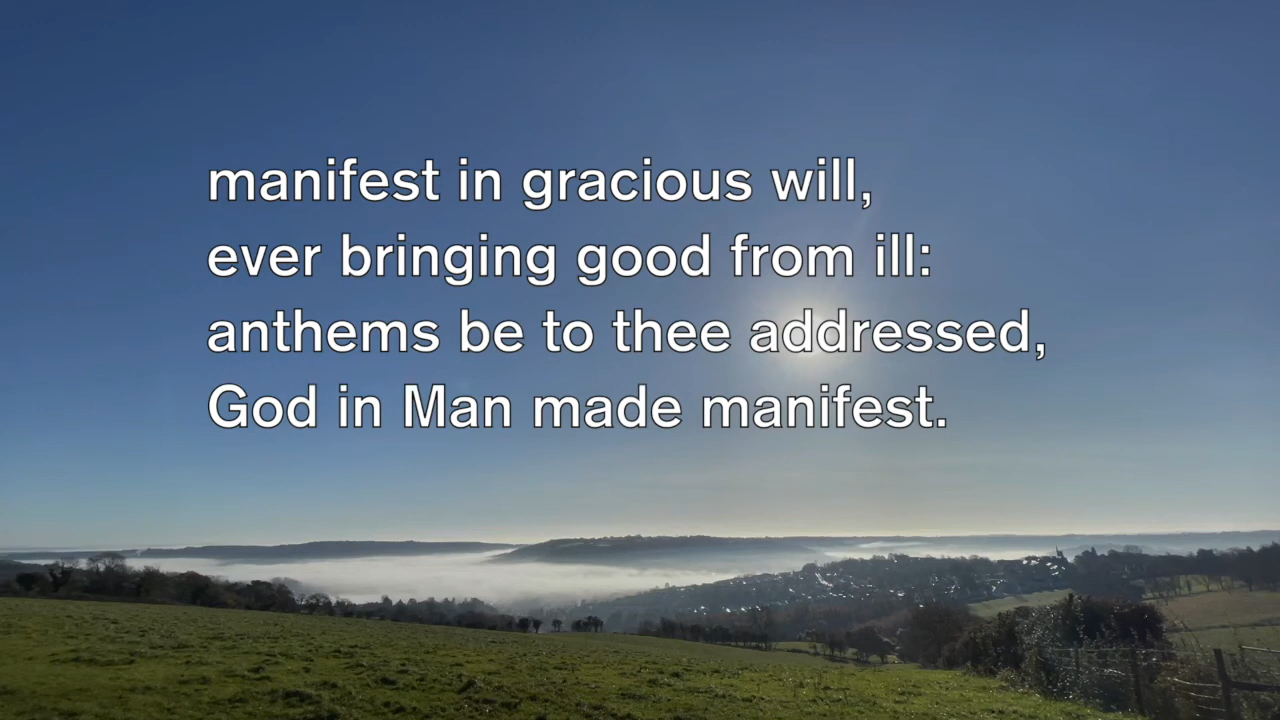 manifest in gracious will,
ever bringing good from ill:
anthems be to thee addressed,
God in Man made manifest.